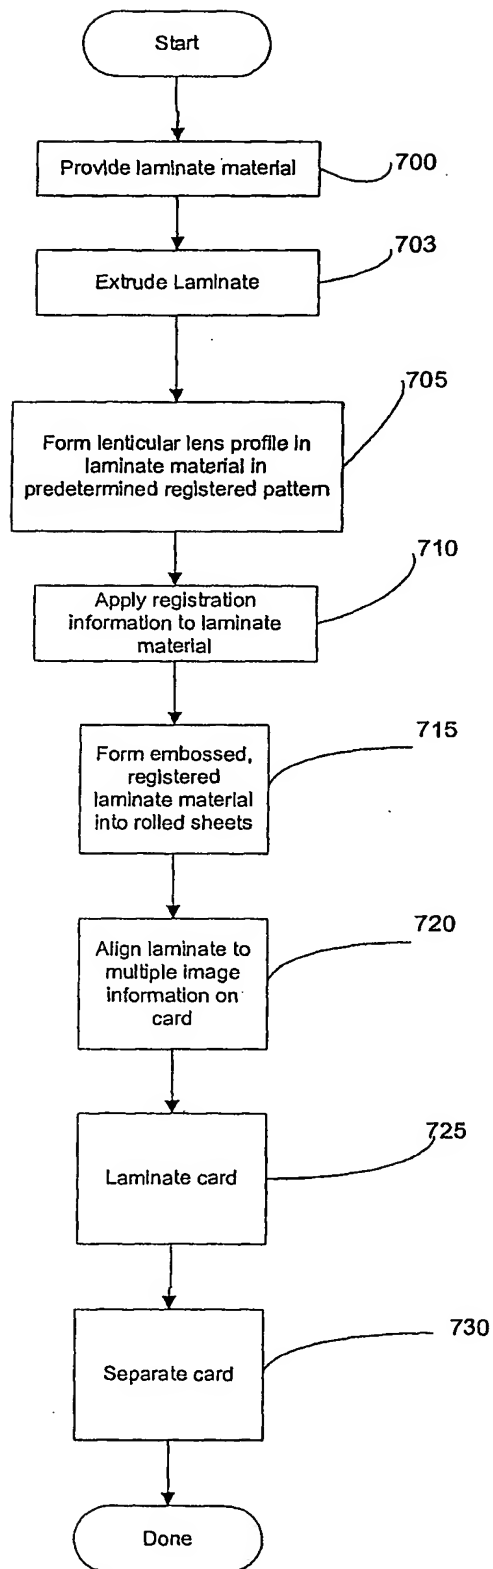 Start
Provide laminate material
700
Extrude Laminate
703
Form lenticular lens profile in
laminate material in
predetermined registered pattern
705
Apply registration
information to laminate
material
710
Form embossed,
registered
laminate material
into rolled sheets
715
Align laminate to
multiple image
information on
card
720
Laminate card
725
Separate card
730
Done